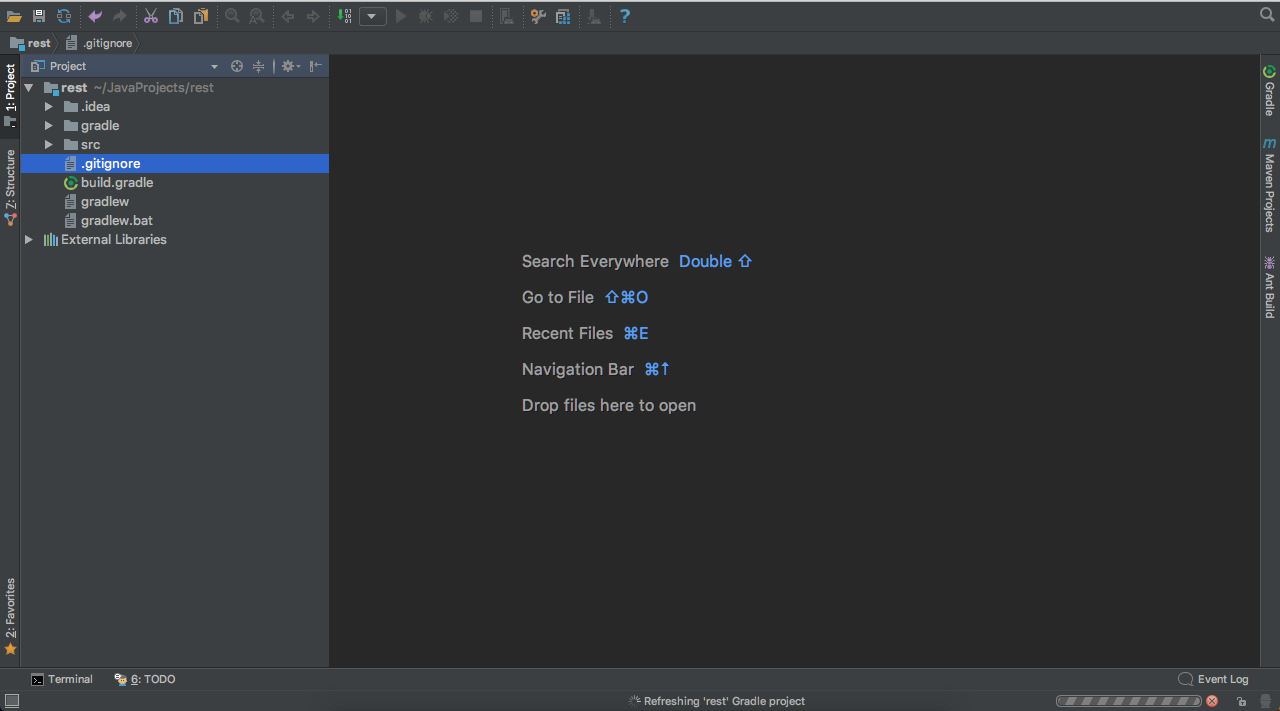 rest
.gitignore
Project
1: Project
7: Structure
2: Favorites
rest ~/JavaProjects/rest
.idea
gradle
src
.gitignore
build.gradle
gradlew
gradlew.bat
External Libraries
Search Everywhere Double ⇧
Go to File ⇧⌘O
Recent Files ⌘E
Navigation Bar ⌘↑
Drop files here to open
Gradle
Maven Projects
Ant Build
Terminal
6: TODO
Event Log
Refreshing 'rest' Gradle project